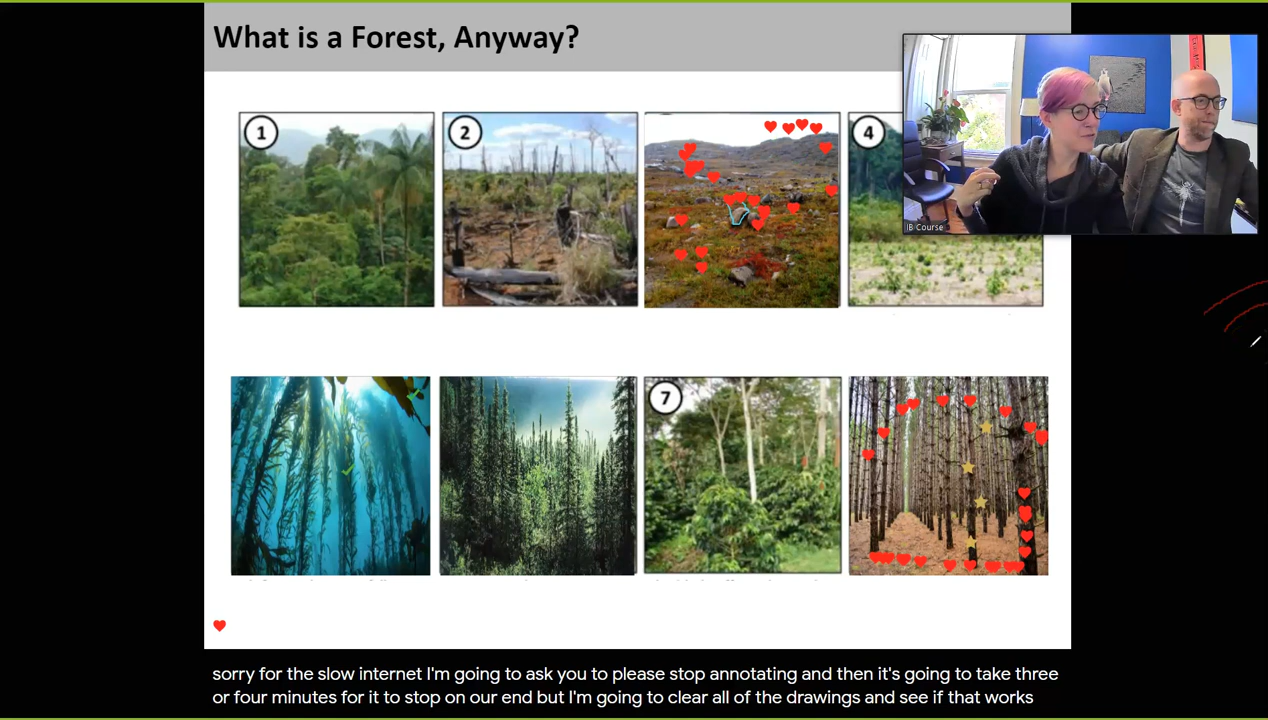 What is a Forest, Anyway?
1
2
4
IB Course
7
sorry for the slow internet I'm going to ask you to please stop annotating and then it's going to take three
or four minutes for it to stop on our end but I'm going to clear all of the drawings and see if that works